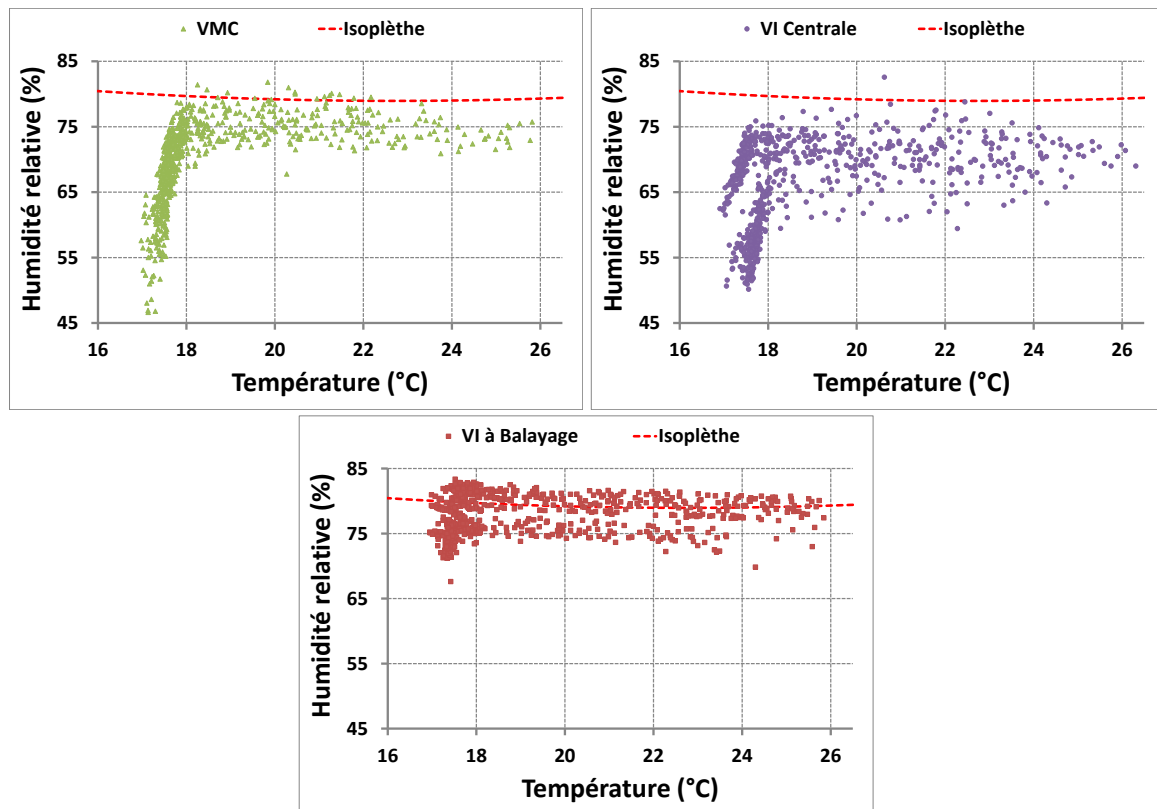 VMC
Isoplèthe
Humidité relative (%)
85
75
65
55
45
16 18 20 22 24 26
Température (°C)
VI Centrale
Isoplèthe
Humidité relative (%)
85
75
65
55
45
16 18 20 22 24 26
Température (°C)
VI à Balayage
Isoplèthe
Humidité relative (%)
85
75
65
55
45
16 18 20 22 24 26
Température (°C)